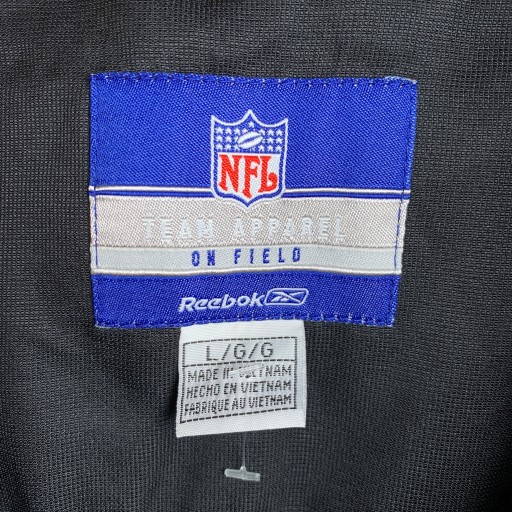 NFL
TEAM APPAREL
ON FIELD
Reebok
L/G/G
MADE IN VIETNAM
HECHO EN VIETNAM
FABRIQUE AU VIETNAM